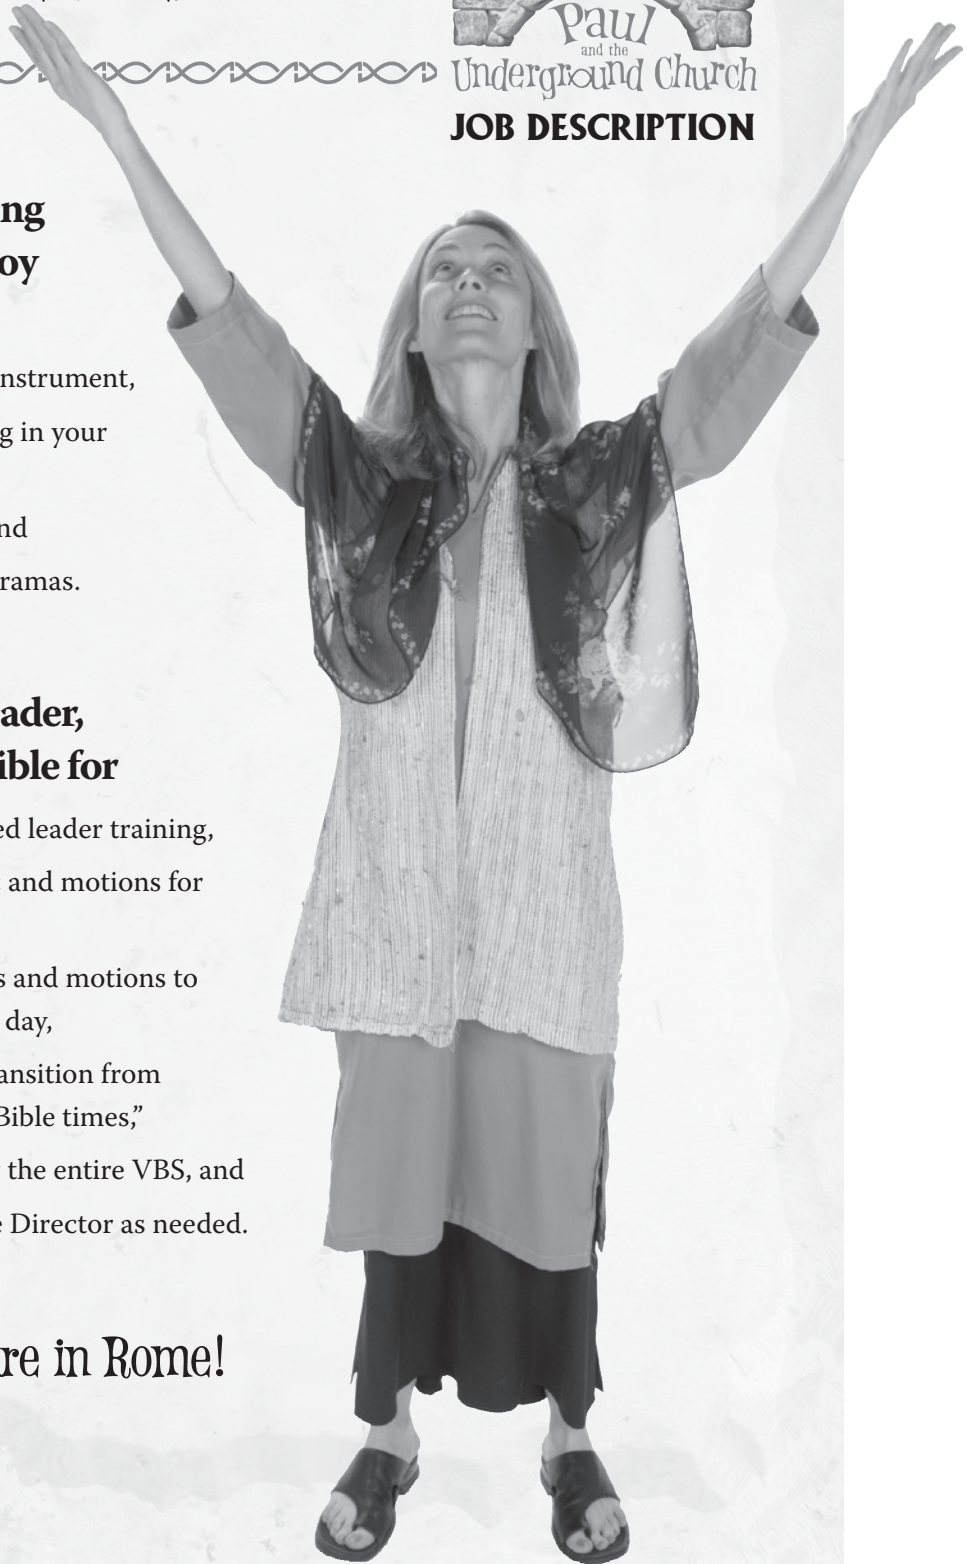 Paul
and the
Underground Church
JOB DESCRIPTION
ng
oy
nstrument,
g in your
nd
ramas.
ader,
ible for
ed leader training,
and motions for
s and motions to
day,
ansition from
Bible times,”
the entire VBS, and
e Director as needed.
re in Rome!